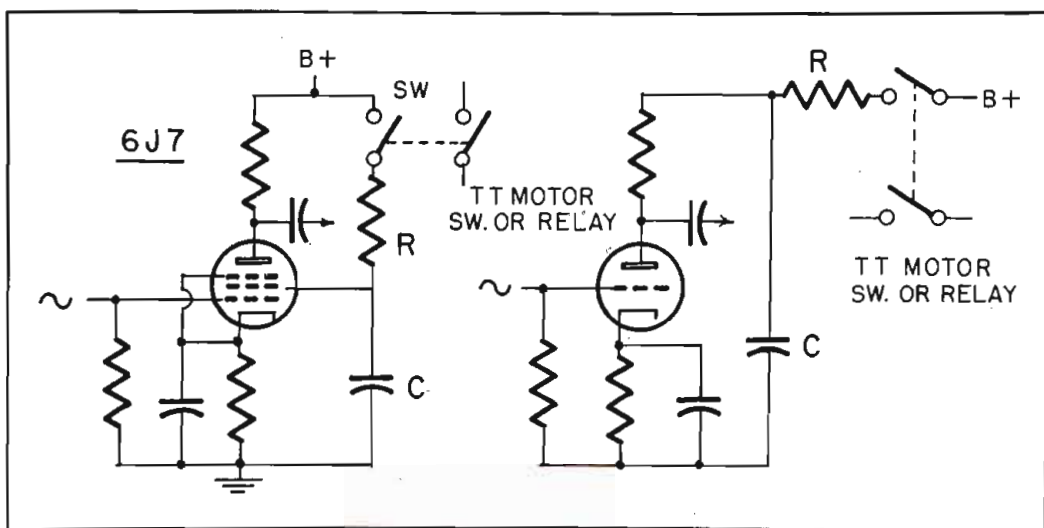 B+
SW
6J7
TT MOTOR
SW. OR RELAY
R
C
R
B+
TT MOTOR
SW. OR RELAY
C